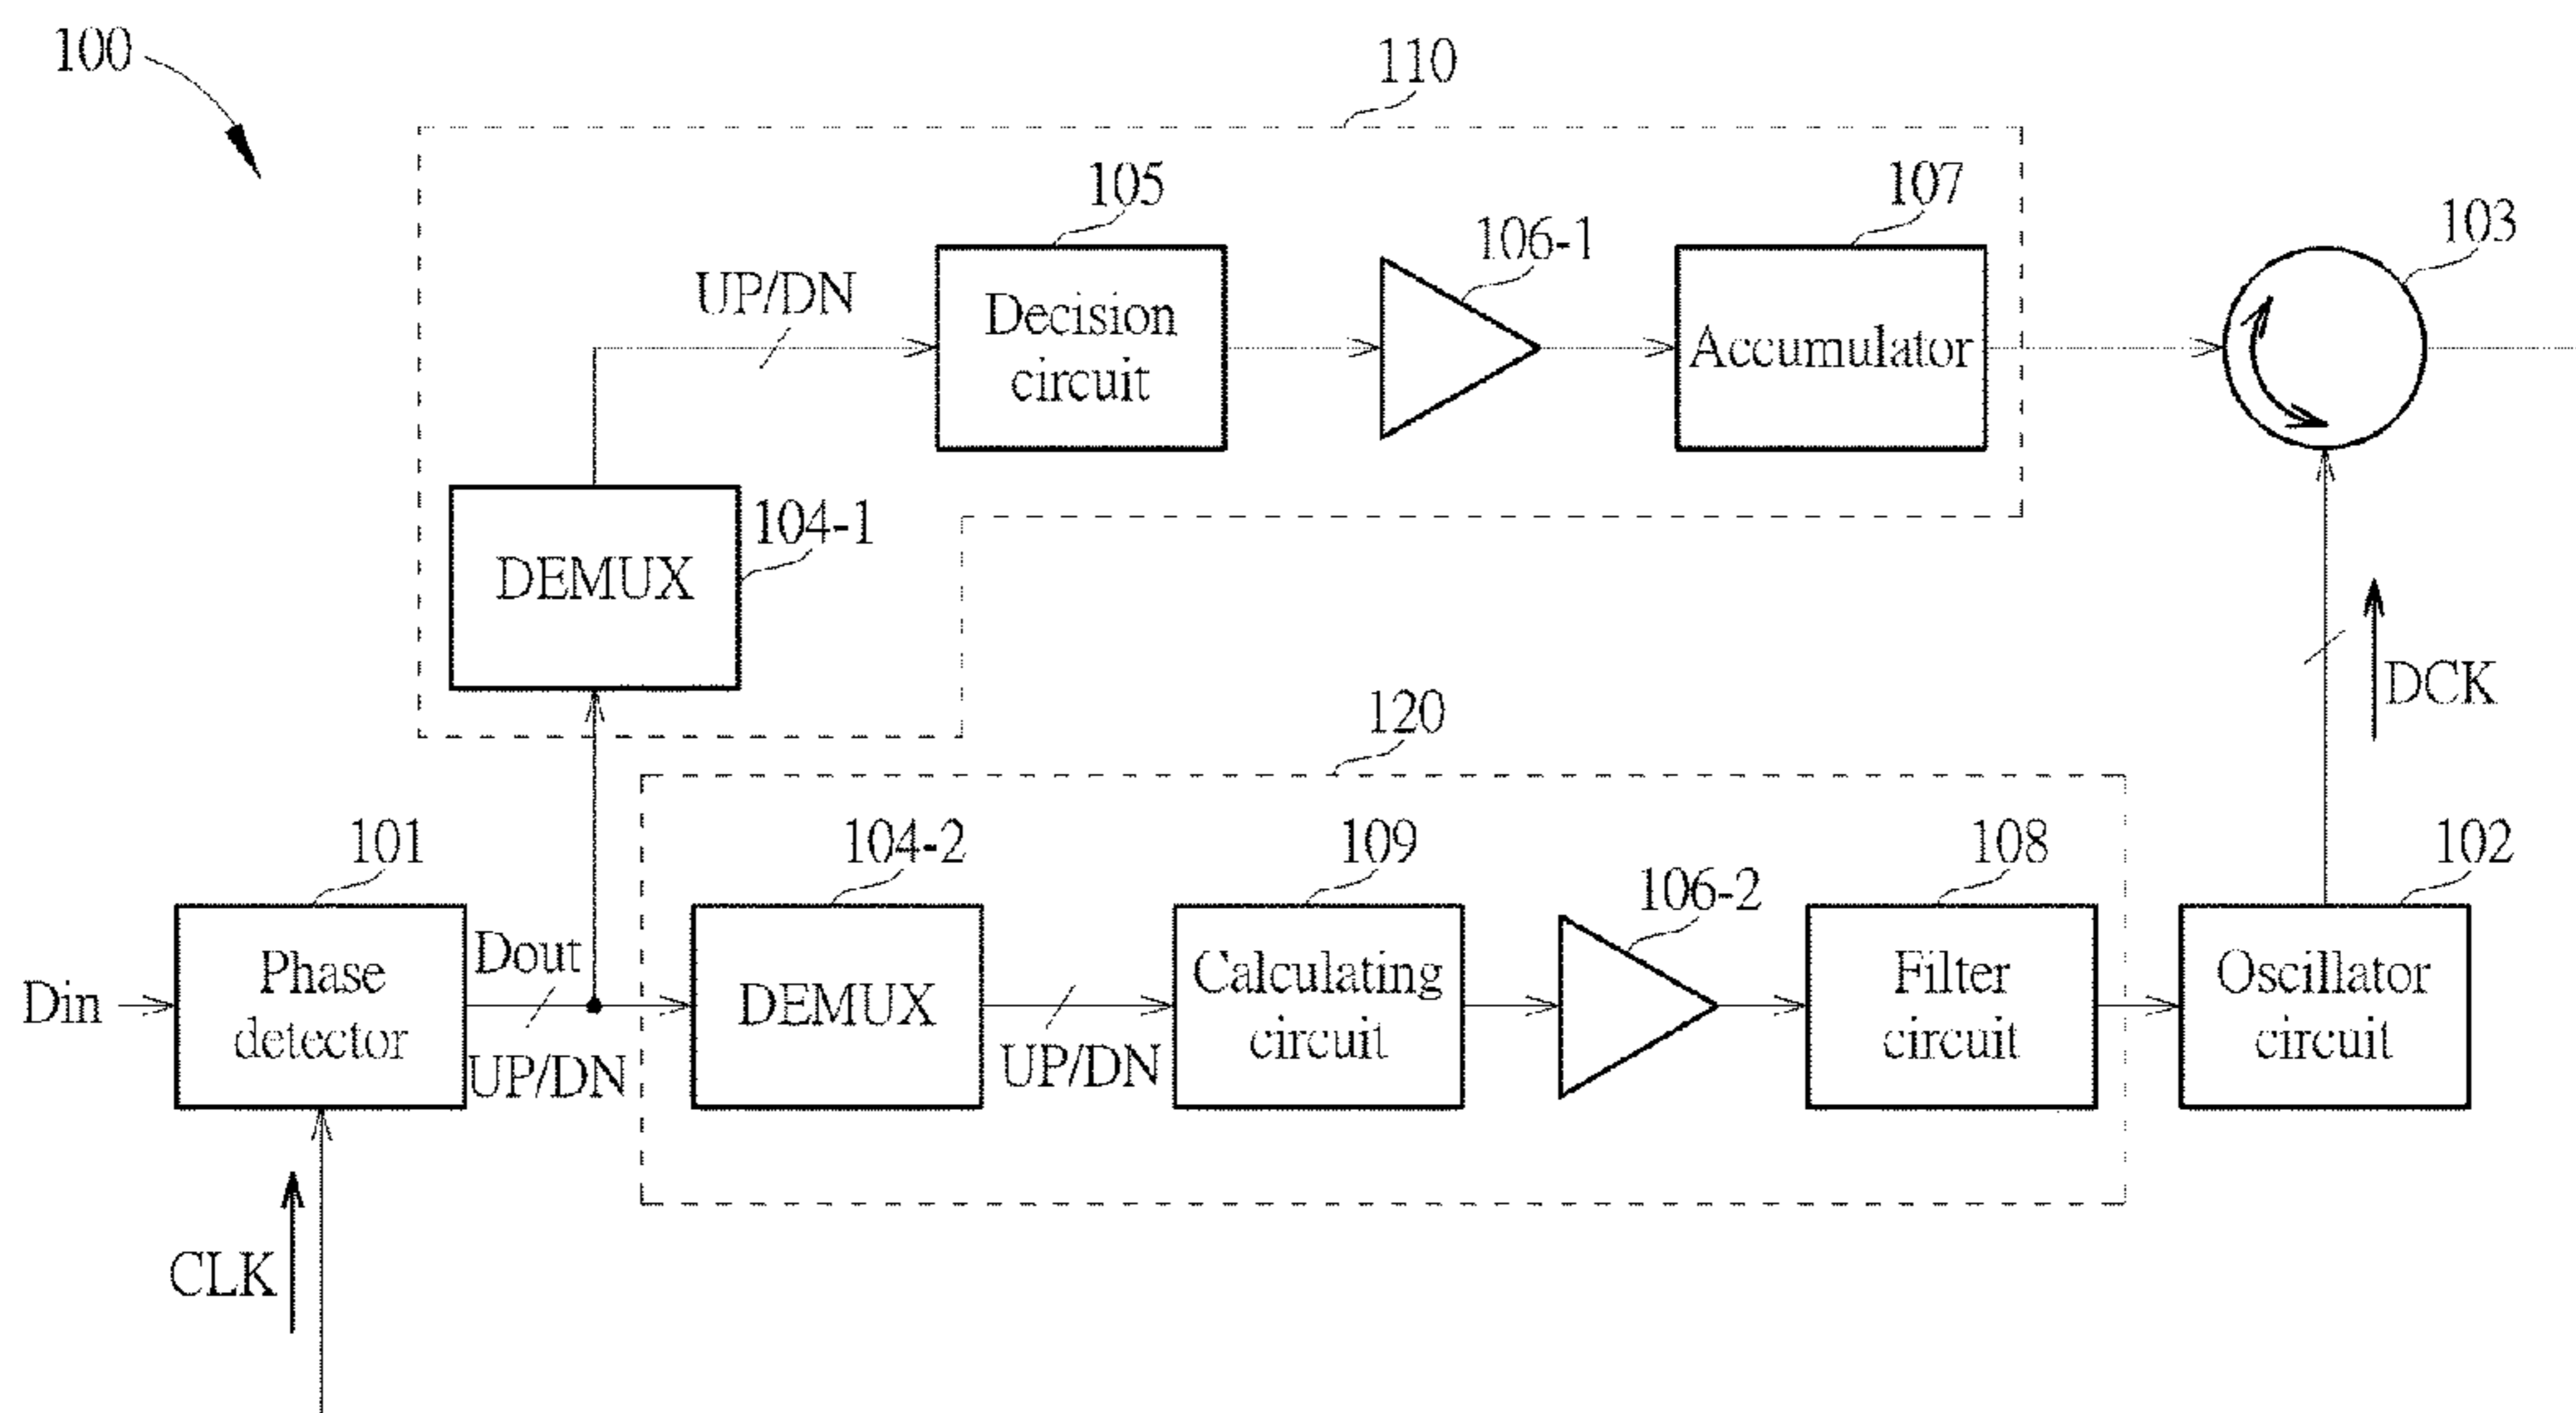 100
110
105
107
106-1
103
UP/DN
Decision
circuit
Accumulator
104-1
DEMUX
DCK
120
101
104-2
109
106-2
108
102
Din
Phase
detector
Dout
UP/DN
DEMUX
UP/DN
Calculating
circuit
Filter
circuit
Oscillator
circuit
CLK